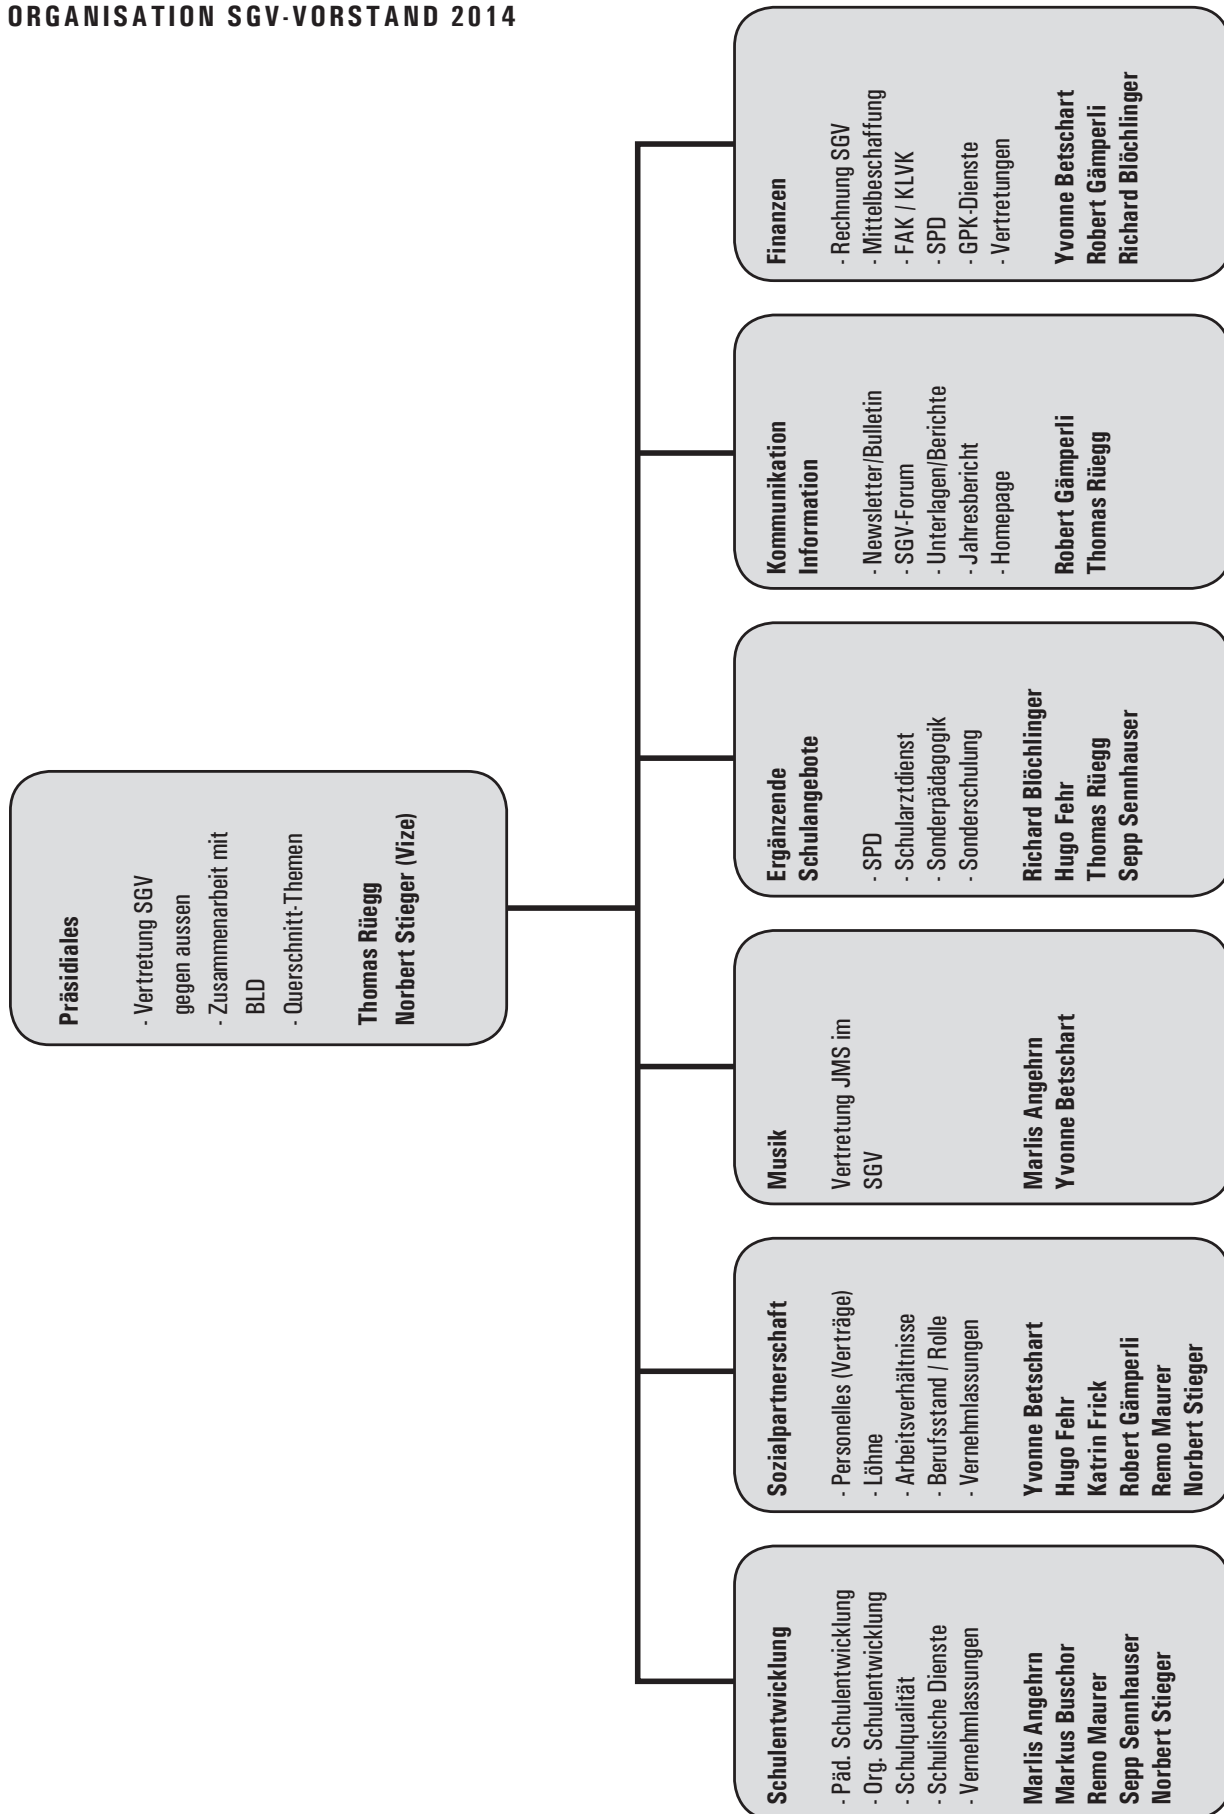 ORGANISATION SGV-VORSTAND 2014
Präsidiales
- Vertretung SGV
gegen aussen
- Zusammenarbeit mit
BLD
- Querschnitt-Themen
Thomas Rüegg
Norbert Stieger (Vize)
Schulentwicklung
- Päd. Schulentwicklung
- Org. Schulentwicklung
- Schulqualität
- Schulische Dienste
- Vernehmlassungen
Marlis Angehrn
Markus Buschor
Remo Maurer
Sepp Sennhauser
Norbert Stieger
Sozialpartnerschaft
- Personelles (Verträge)
- Löhne
- Arbeitsverhältnisse
- Berufsstand / Rolle
- Vernehmlassungen
Yvonne Betschart
Hugo Fehr
Katrin Frick
Robert Gämperli
Remo Maurer
Norbert Stieger
Musik
Vertretung JMS im
SGV
Marlis Angehrn
Yvonne Betschart
Ergänzende
Schulangebote
- SPD
- Schularztdienst
- Sonderpädagogik
- Sonderschulung
Richard Blöchlinger
Hugo Fehr
Thomas Rüegg
Sepp Sennhauser
Kommunikation
Information
- Newsletter/Bulletin
- SGV-Forum
- Unterlagen/Berichte
- Jahresbericht
- Homepage
Robert Gämperli
Thomas Rüegg
Finanzen
- Rechnung SGV
- Mittelbeschaffung
- FAK / KLVK
- SPD
- GPK-Dienste
- Vertretungen
Yvonne Betschart
Robert Gämperli
Richard Blöchlinger